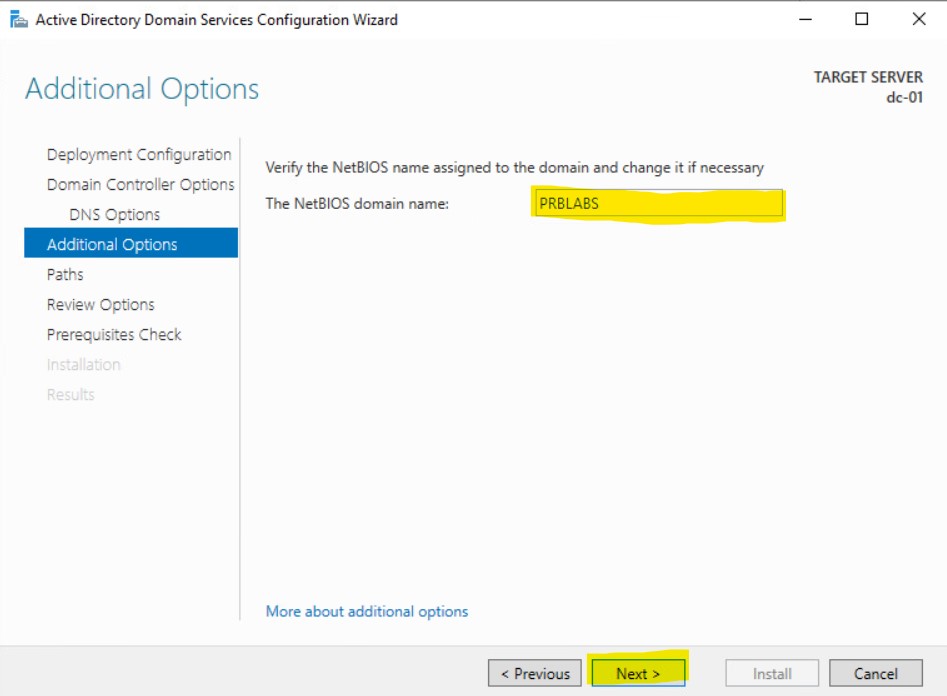 Active Directory Domain Services Configuration Wizard
Additional Options
TARGET SERVER
dc-01
Deployment Configuration
Domain Controller Options
DNS Options
Additional Options
Paths
Review Options
Prerequisites Check
Installation
Results
Verify the NetBIOS name assigned to the domain and change it if necessary
The NetBIOS domain name: PRBLABS
More about additional options
< Previous Next > Install Cancel